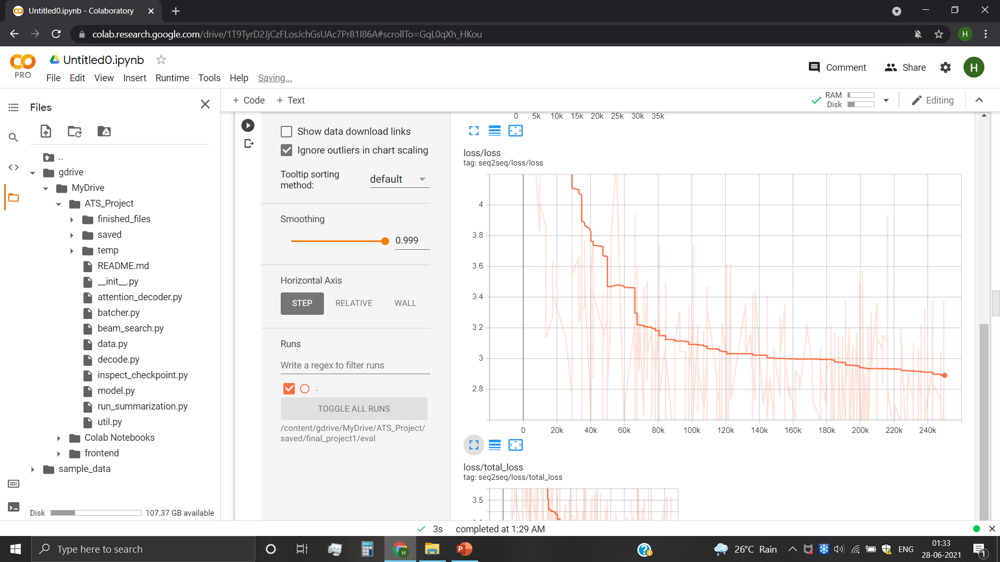 Untitled0.ipynb - Colaboratory
colab.research.google.com/drive/1T9TyrD2JjCzFLosJchGsUAc7Pr81I86A#scrollTo=GqL0qXh_HKou
H
PRO
Untitled0.ipynb
File Edit View Insert Runtime Tools Help Saving...
Comment Share H
Files
+ Code + Text
RAM
Disk
Editing
..
gdrive
MyDrive
ATS_Project
finished_files
saved
temp
README.md
__init__.py
attention_decoder.py
batcher.py
beam_search.py
data.py
decode.py
inspect_checkpoint.py
model.py
run_summarization.py
util.py
Colab Notebooks
frontend
sample_data
Disk 107.37 GB available
Show data download links
Ignore outliers in chart scaling
Tooltip sorting
method:
default
Smoothing
0.999
Horizontal Axis
STEP RELATIVE WALL
Runs
Write a regex to filter runs
.
TOGGLE ALL RUNS
/content/gdrive/MyDrive/ATS_Project/
saved/final_project1/eval
0 5k 10k 15k 20k 25k 30k 35k
loss/loss
tag: seq2seq/loss/loss
4
3.8
3.6
3.4
3.2
3
2.8
0 20k 40k 60k 80k 100k 120k 140k 160k 180k 200k 220k 240k
loss/total_loss
tag: seq2seq/loss/total_loss
3.5
3s completed at 1:29 AM
Type here to search
H
P
26°C Rain
ENG
01:33
28-06-2021
1